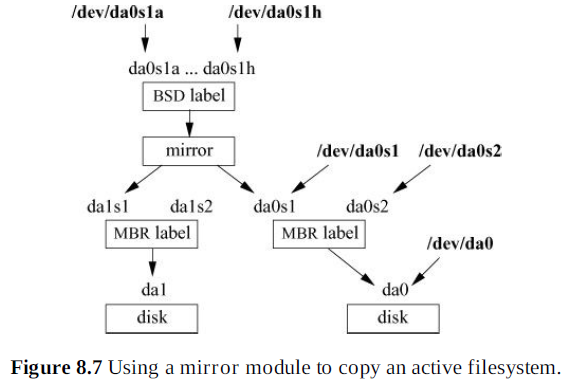 /dev/da0s1a /dev/da0s1h
da0s1a ... da0s1h
BSD label
mirror
/dev/da0s1 /dev/da0s2
da1s1 da1s2 da0s1 da0s2
MBR label MBR label
/dev/da0
da1 da0
disk disk
Figure 8.7 Using a mirror module to copy an active filesystem.